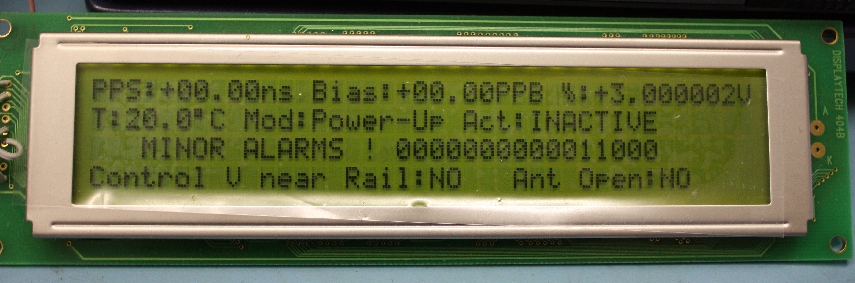 PPS:+00.00ns Bias:+00.00PPB %:+3.000002V
T:20.0°C Mod:Power-Up Act:INACTIVE
MINOR ALARMS ! 0000000000011000
Control V near Rail:NO Ant Open:NO
DISPLAYTECH 404B
A
K